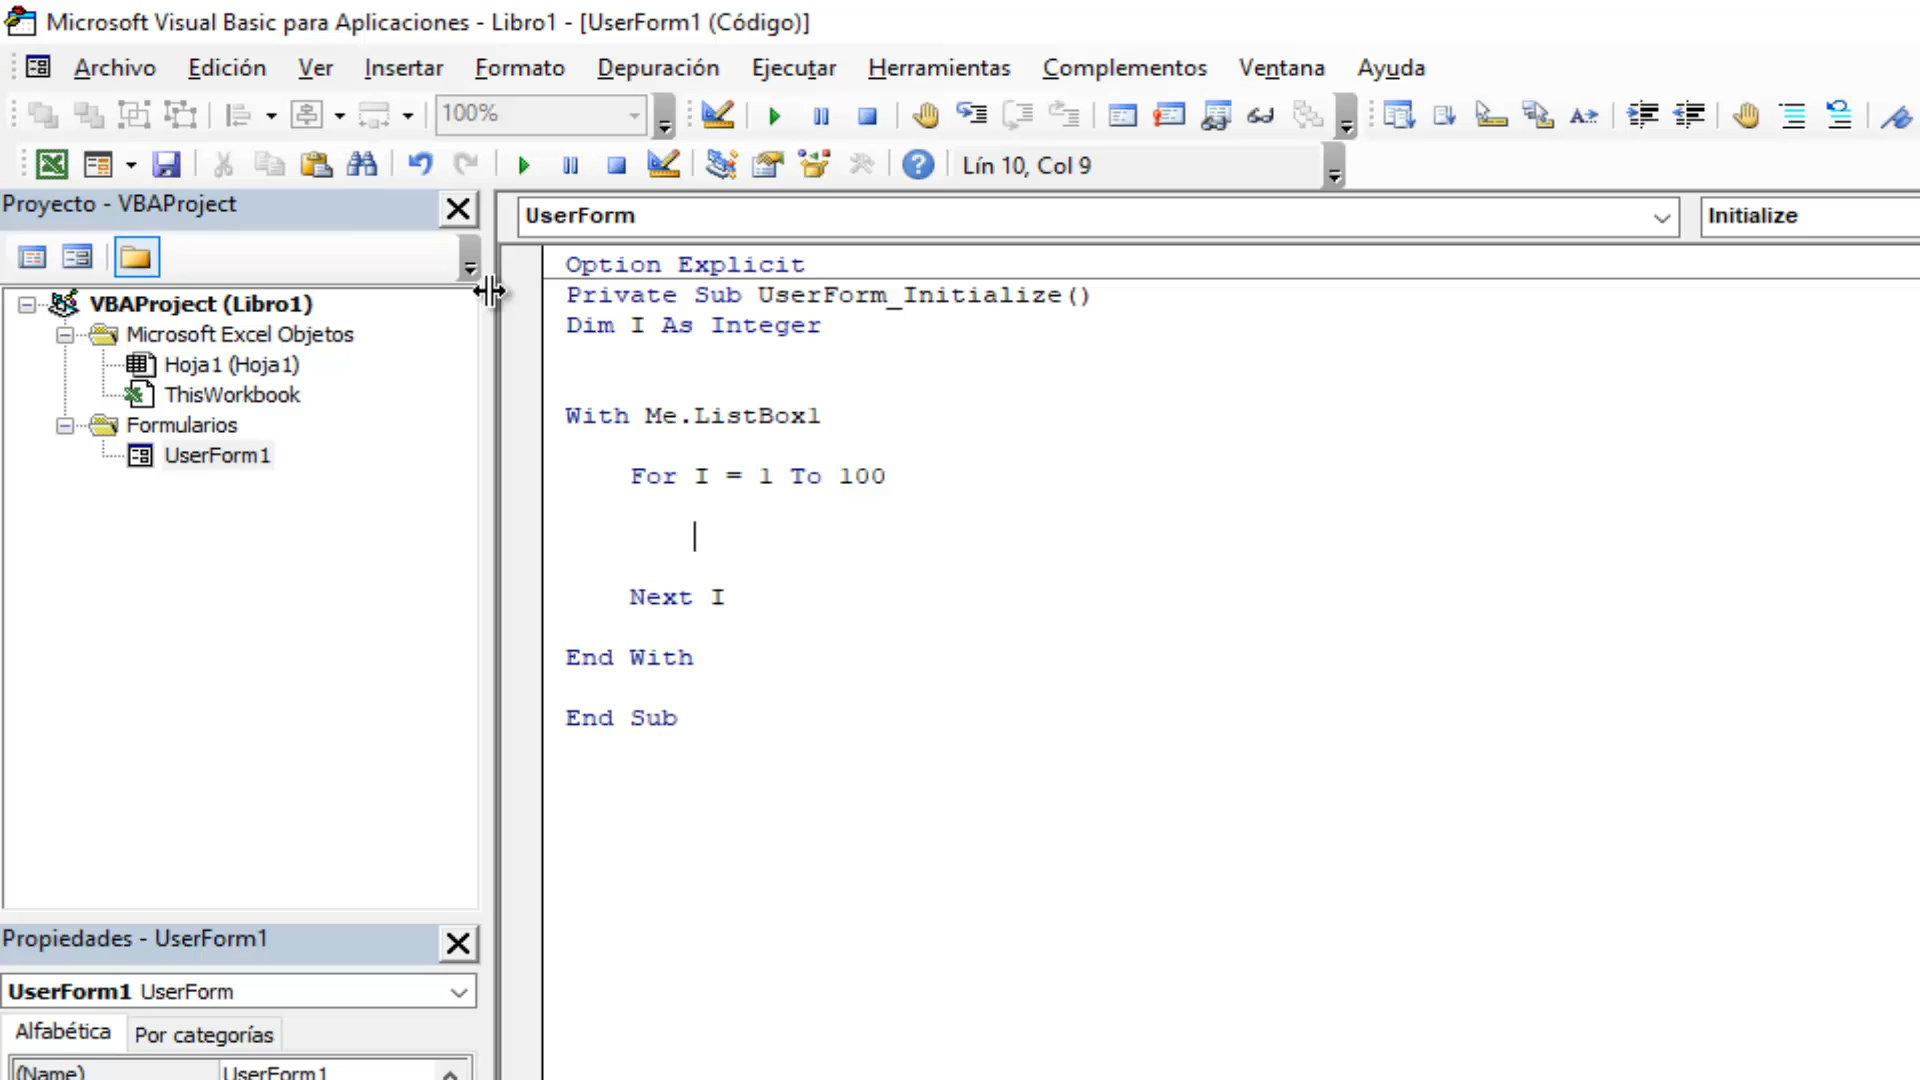 Microsoft Visual Basic para Aplicaciones - Libro1 - [UserForm1 (Código)]
Archivo Edición Ver Insertar Formato Depuración Ejecutar Herramientas Complementos Ventana Ayuda
100%
Lín 10, Col 9
Proyecto - VBAProject
UserForm
Initialize
VBAProject (Libro1)
Microsoft Excel Objetos
Hoja1 (Hoja1)
ThisWorkbook
Formularios
UserForm1
Option Explicit
Private Sub UserForm_Initialize()
Dim I As Integer
With Me.ListBox1
For I = 1 To 100
Next I
End With
End Sub
Propiedades - UserForm1
UserForm1 UserForm
Alfabética Por categorías
(Name) UserForm1